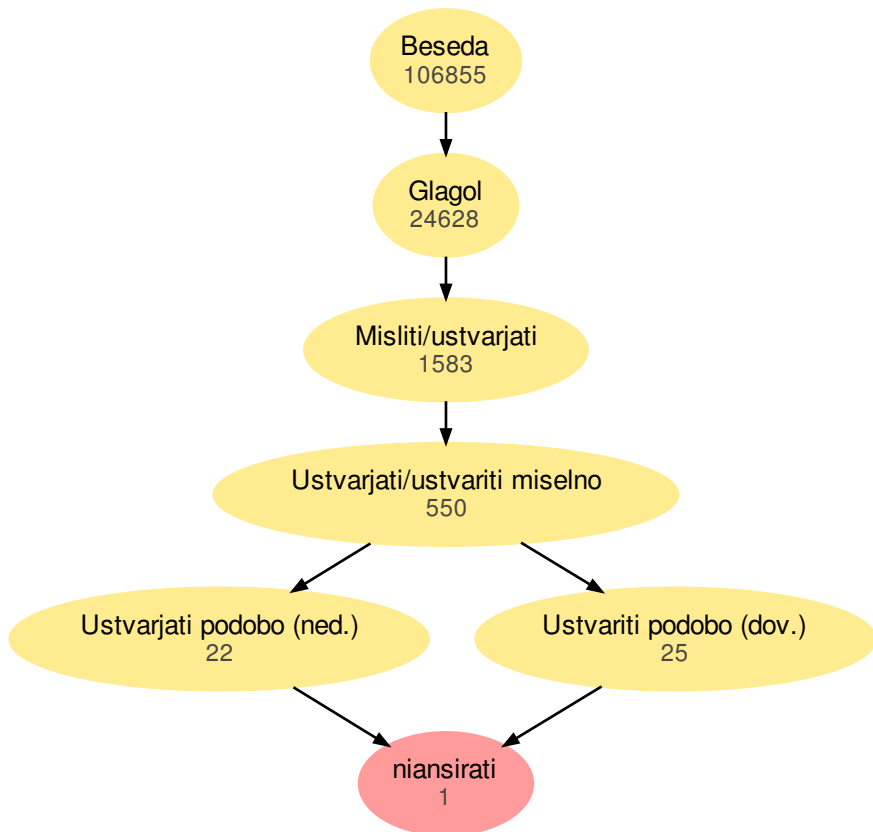 Beseda
106855
Glagol
24628
Misliti/ustvarjati
1583
Ustvarjati/ustvariti miselno
550
Ustvarjati podobo (ned.)
22
Ustvariti podobo (dov.)
25
niansirati
1